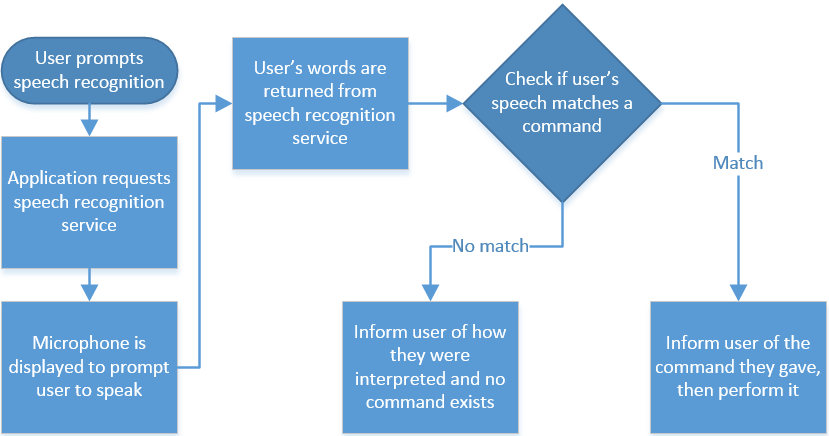 User prompts
speech recognition
Application requests
speech recognition
service
Microphone is
displayed to prompt
user to speak
User’s words are
returned from
speech recognition
service
Check if user’s
speech matches a
command
No match
Inform user of how
they were
interpreted and no
command exists
Match
Inform user of the
command they gave,
then perform it